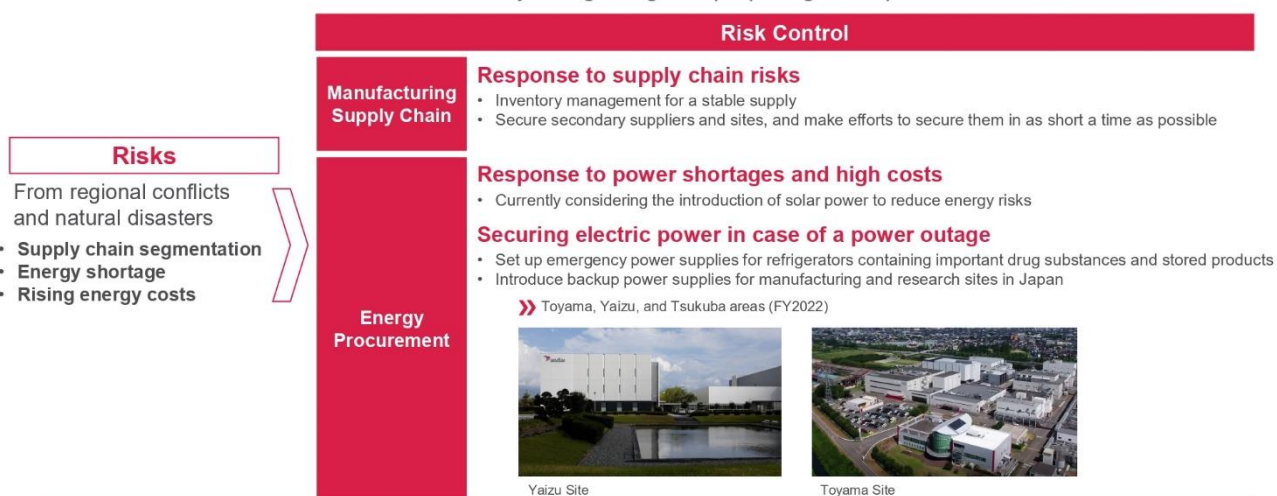 Risk Control
Manufacturing
Supply Chain
Response to supply chain risks
• Inventory management for a stable supply
• Secure secondary suppliers and sites, and make efforts to secure them in as short a time as possible
Risks
From regional conflicts
and natural disasters
• Supply chain segmentation
• Energy shortage
• Rising energy costs
Energy
Procurement
Response to power shortages and high costs
• Currently considering the introduction of solar power to reduce energy risks
Securing electric power in case of a power outage
• Set up emergency power supplies for refrigerators containing important drug substances and stored products
• Introduce backup power supplies for manufacturing and research sites in Japan
Toyama, Yaizu, and Tsukuba areas (FY2022)
Yaizu Site
Toyama Site